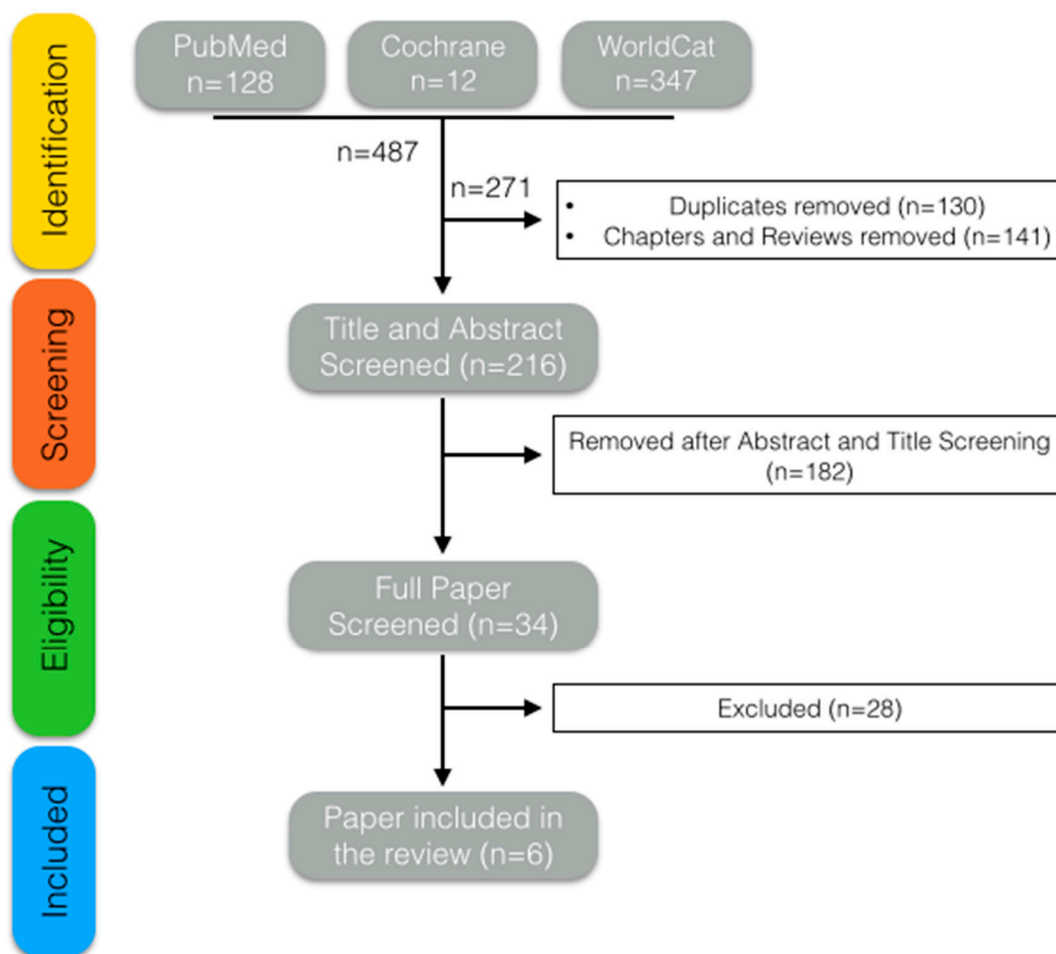 Identification
PubMed
n=128
Cochrane
n=12
WorldCat
n=347
n=487
n=271
• Duplicates removed (n=130)
• Chapters and Reviews removed (n=141)
Screening
Title and Abstract
Screened (n=216)
Removed after Abstract and Title Screening
(n=182)
Eligibility
Full Paper
Screened (n=34)
Excluded (n=28)
Included
Paper included in
the review (n=6)